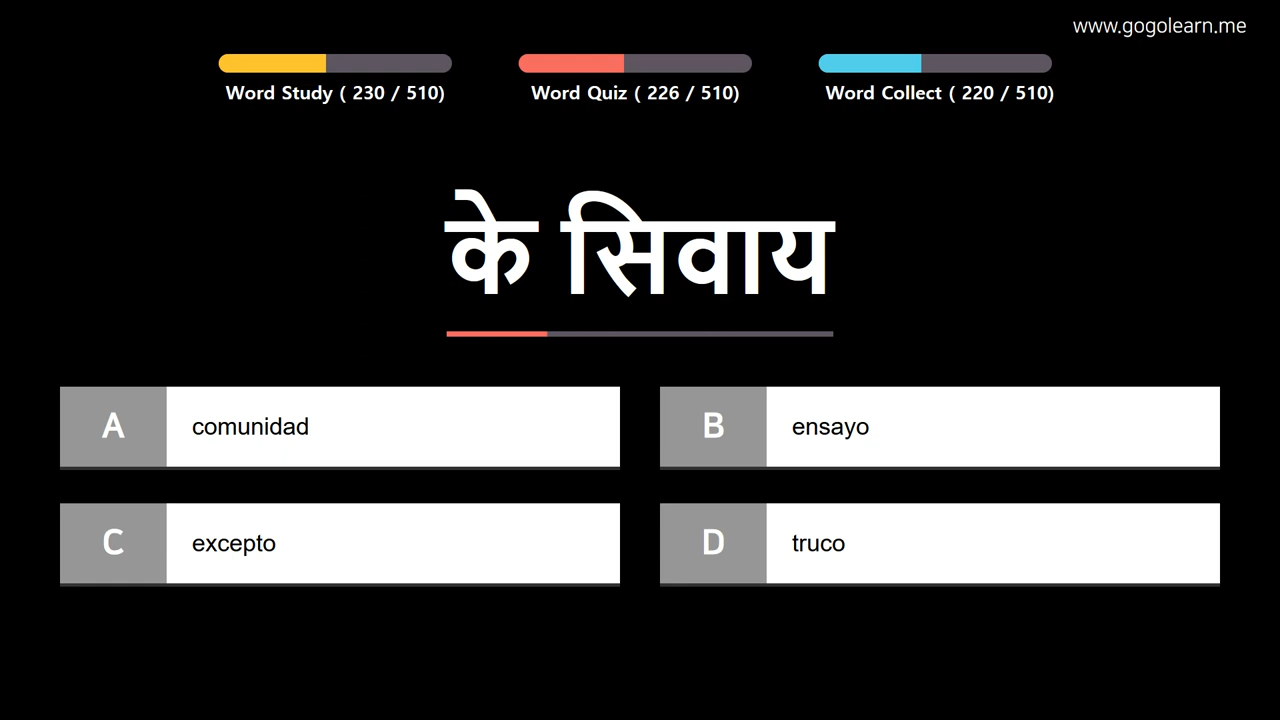 www.gogolearn.me
Word Study ( 230 / 510)
Word Quiz ( 226 / 510)
Word Collect ( 220 / 510)
के सिवाय
A comunidad
B ensayo
C excepto
D truco